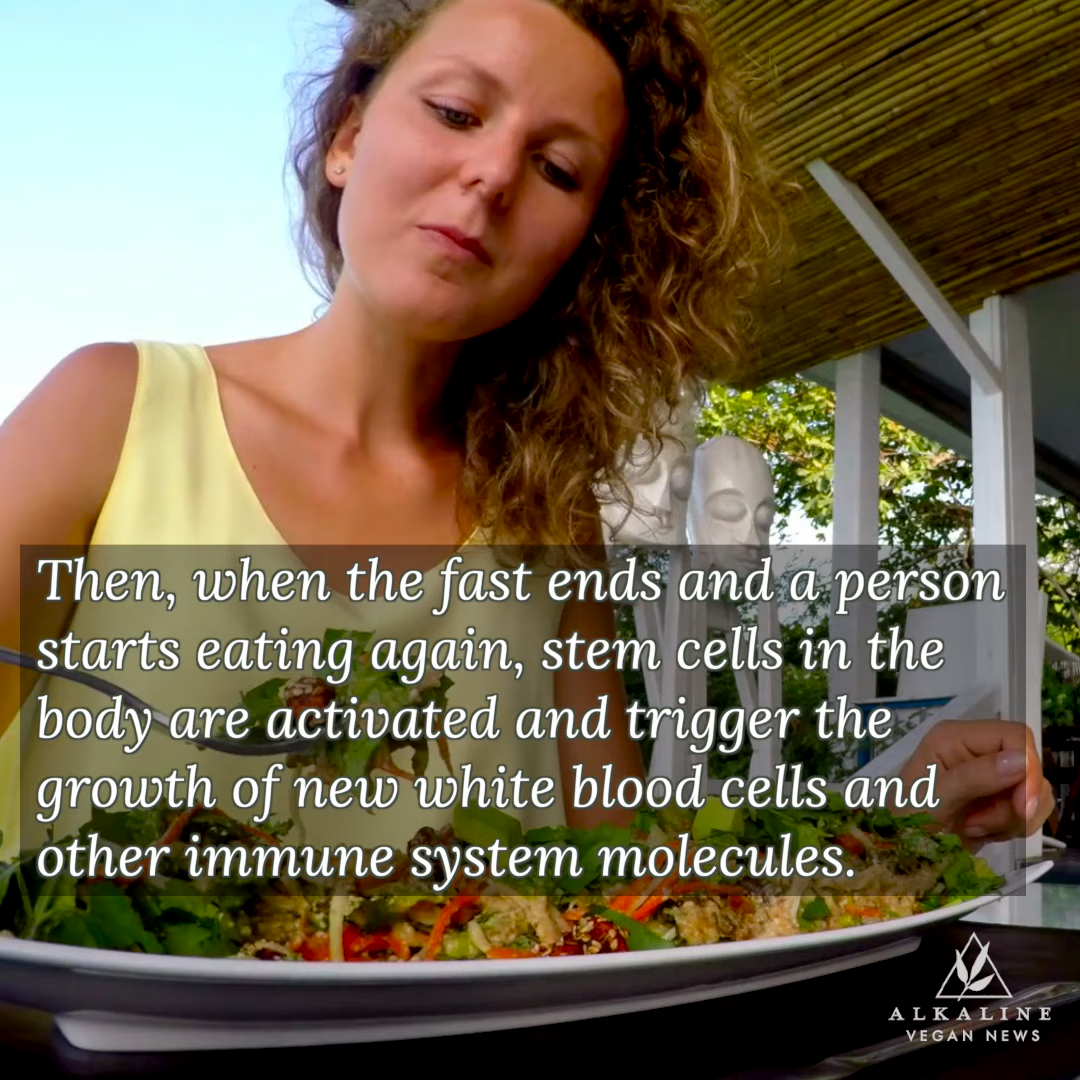 Then, when the fast ends and a person
starts eating again, stem cells in the
body are activated and trigger the
growth of new white blood cells and
other immune system molecules.
ALKALINE
VEGAN NEWS